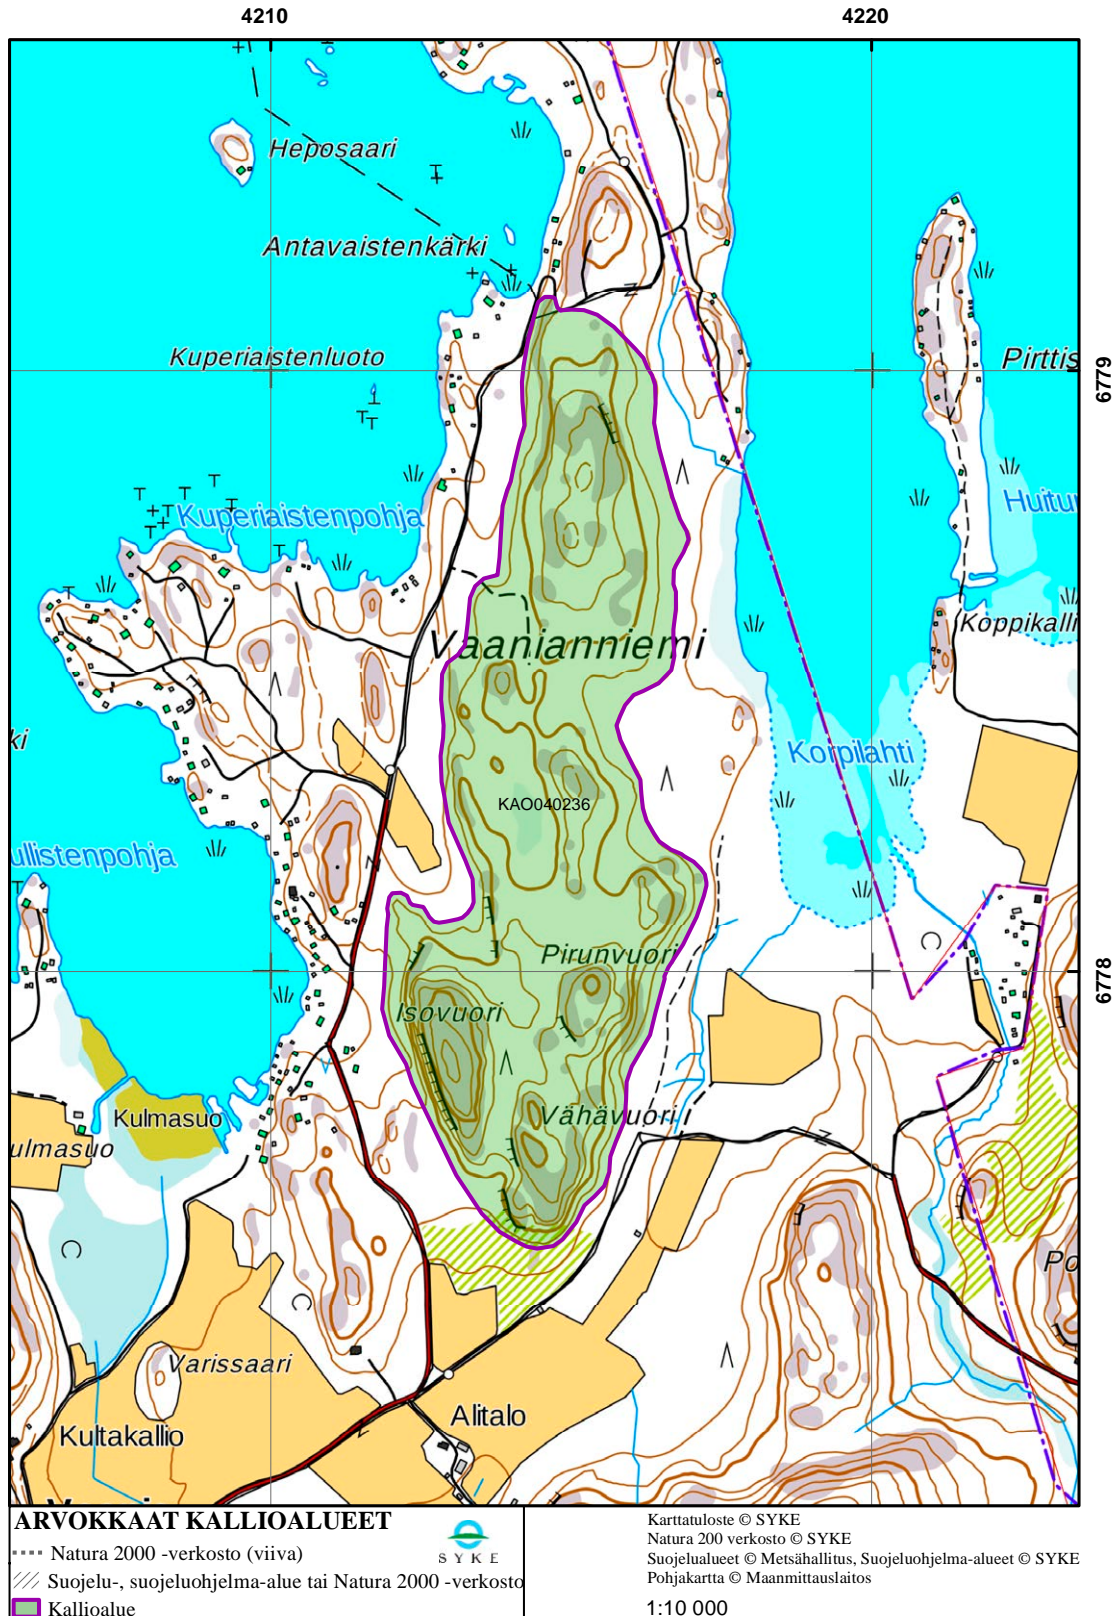 4210 4220
Heposaari
Antavaistenkärki
Kuperiaistenluoto
Pirttis
6779
Kuperiaistenpohja
Huitu
Koppikalli
Vaanianniemi
ki
Korpilahti
KAO040236
ullistenpohja
Pirunvuori
6778
Isovuori
Vähävuori
Kulmasuo
ulmasuo
Po
Varissaari
Alitalo
Kultakallio
ARVOKKAAT KALLIOALUEET
Natura 2000 -verkosto (viiva)
Suojelu-, suojeluohjelma-alue tai Natura 2000 -verkosto
Kallioalue
SYKE
Karttatuloste © SYKE
Natura 200 verkosto © SYKE
Suojelualueet © Metsähallitus, Suojeluohjelma-alueet © SYKE
Pohjakartta © Maanmittauslaitos
1:10 000